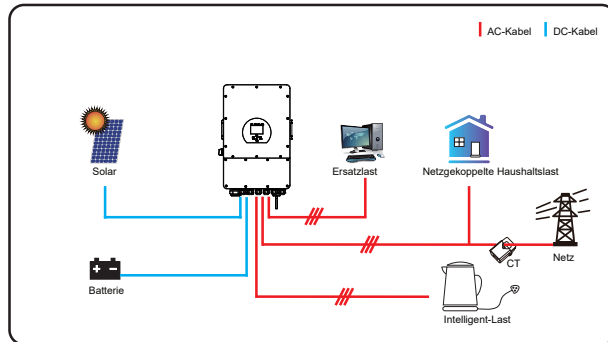 AC-Kabel
DC-Kabel
Solar
Ersatzlast
Netzgekoppelte Haushaltslast
Netz
CT
Batterie
Intelligent-Last